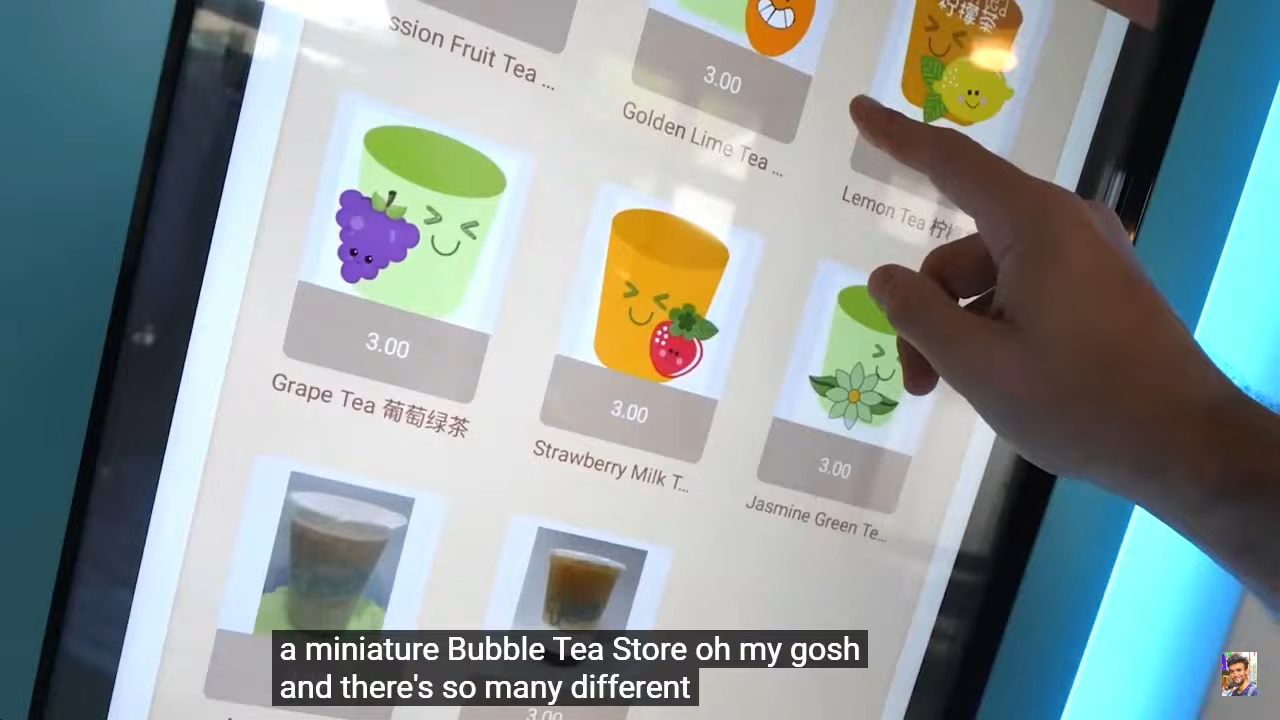 ssion Fruit Tea ...
3.00
Golden Lime Tea ...
Lemon Tea 柠
3.00
Grape Tea 葡萄绿茶
3.00
Strawberry Milk T...
3.00
Jasmine Green Te...
3.00
a miniature Bubble Tea Store oh my gosh
and there's so many different